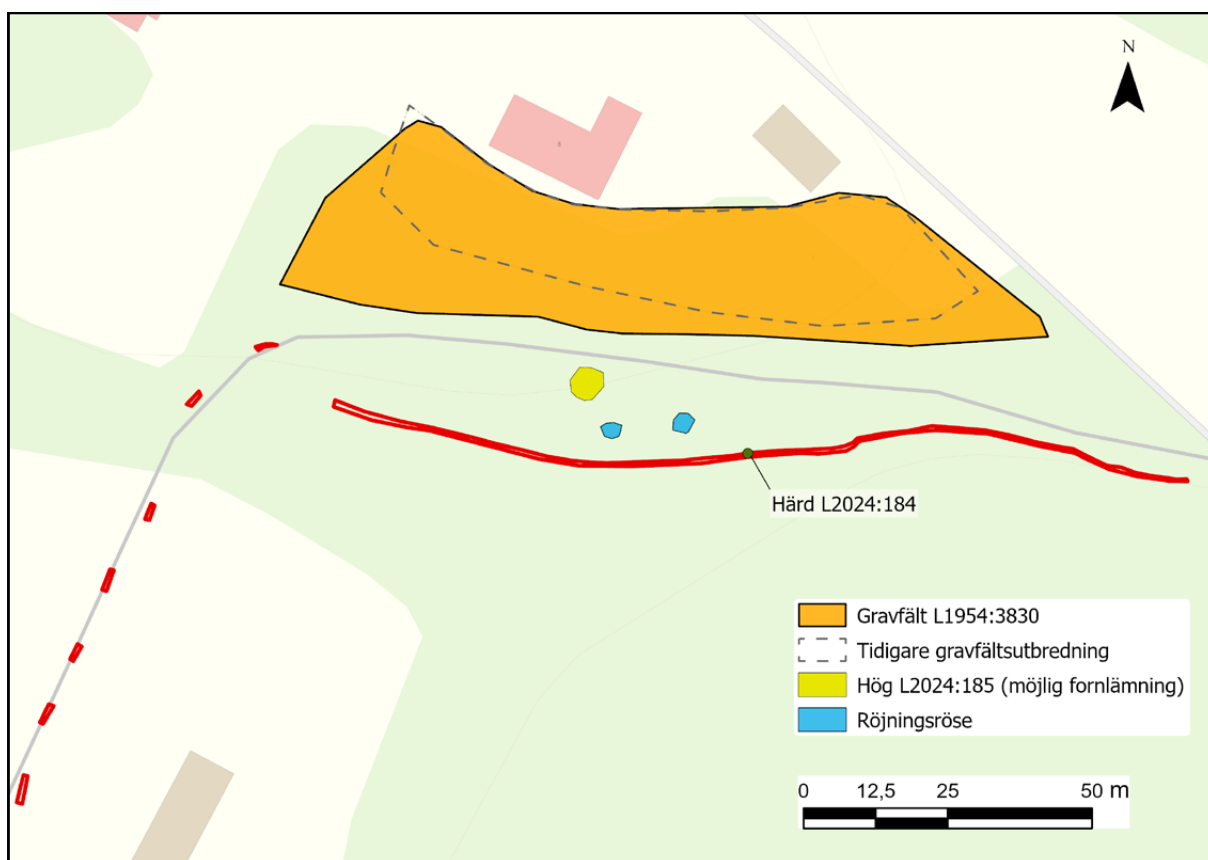 N
Härd L2024:184
Gravfält L1954:3830
Tidigare gravfältsutbredning
Hög L2024:185 (möjlig fornlämning)
Röjningsröse
0 12,5 25 50 m